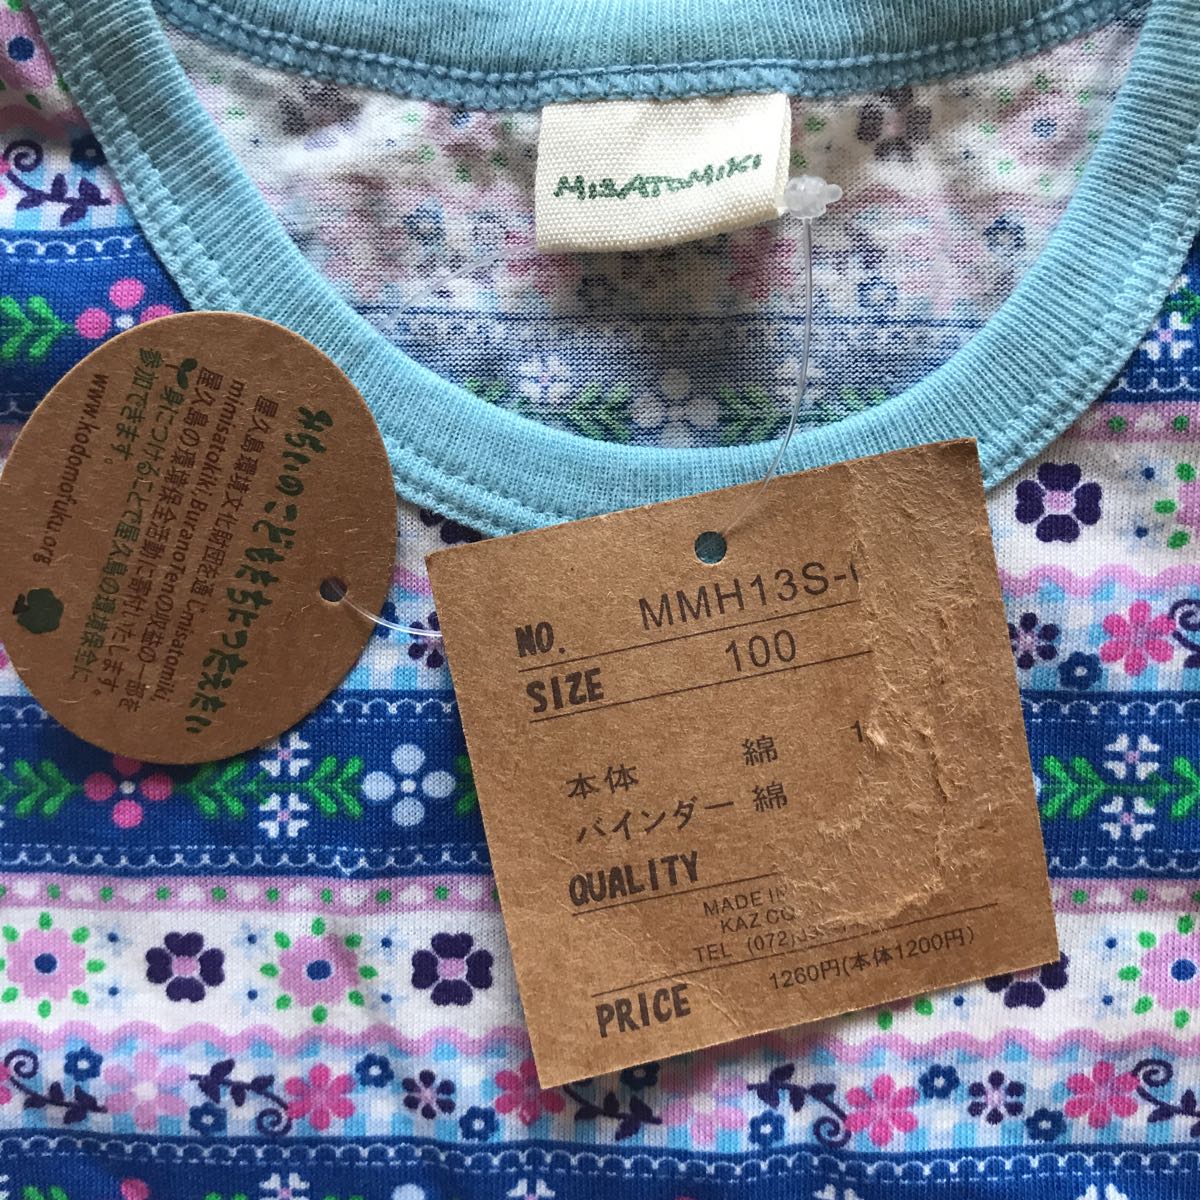 MISATOMIKI
みらいのこどもたちにつたえたい
屋久島環境文化財団を通じmisatomiki,
mimisatokiki,BuranoTenの収益の一部を
屋久島の環境保全活動に寄付いたします。
身につけることで屋久島の環境保全に
参加できます。
www.kodomofuku.org
NO. MMH13S-
SIZE 100
本体 綿 1
バインダー 綿
QUALITY
MADE IN
KAZ CO
TEL (072)
PRICE 1260円(本体1200円)